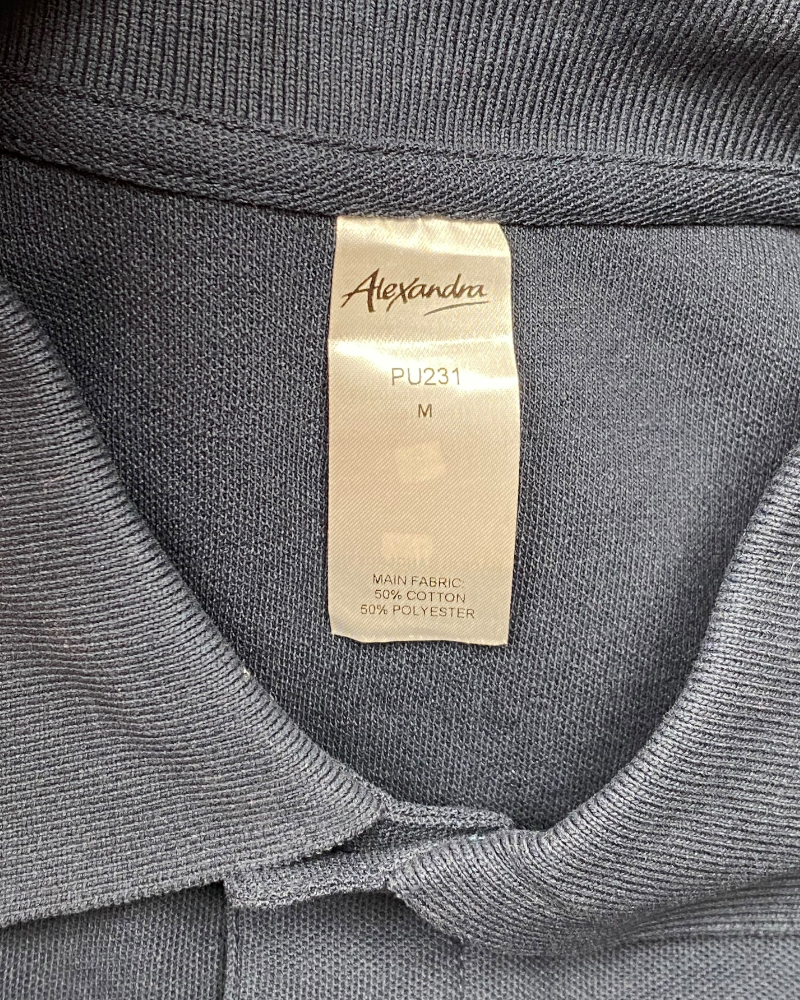 Alexandra
PU231
M
MAIN FABRIC
50% COTTON
50% POLYESTER